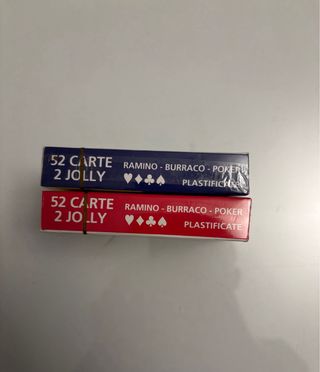 52 CARTE
2 JOLLY
RAMINO - BURRACO - POKER
PLASTIFICATE
52 CARTE
2 JOLLY
RAMINO - BURRACO - POKER
PLASTIFICATE